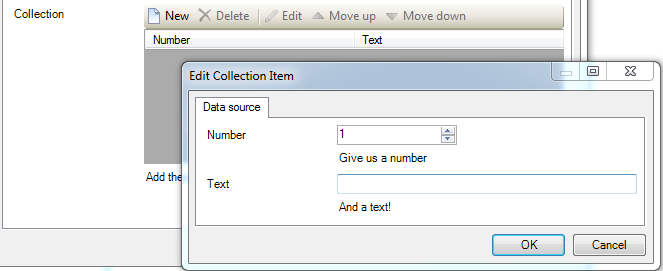 Collection
New Delete Edit Move up Move down
Number Text
Edit Collection Item
Data source
Number 1
Give us a number
Add the
Text
And a text!
OK Cancel